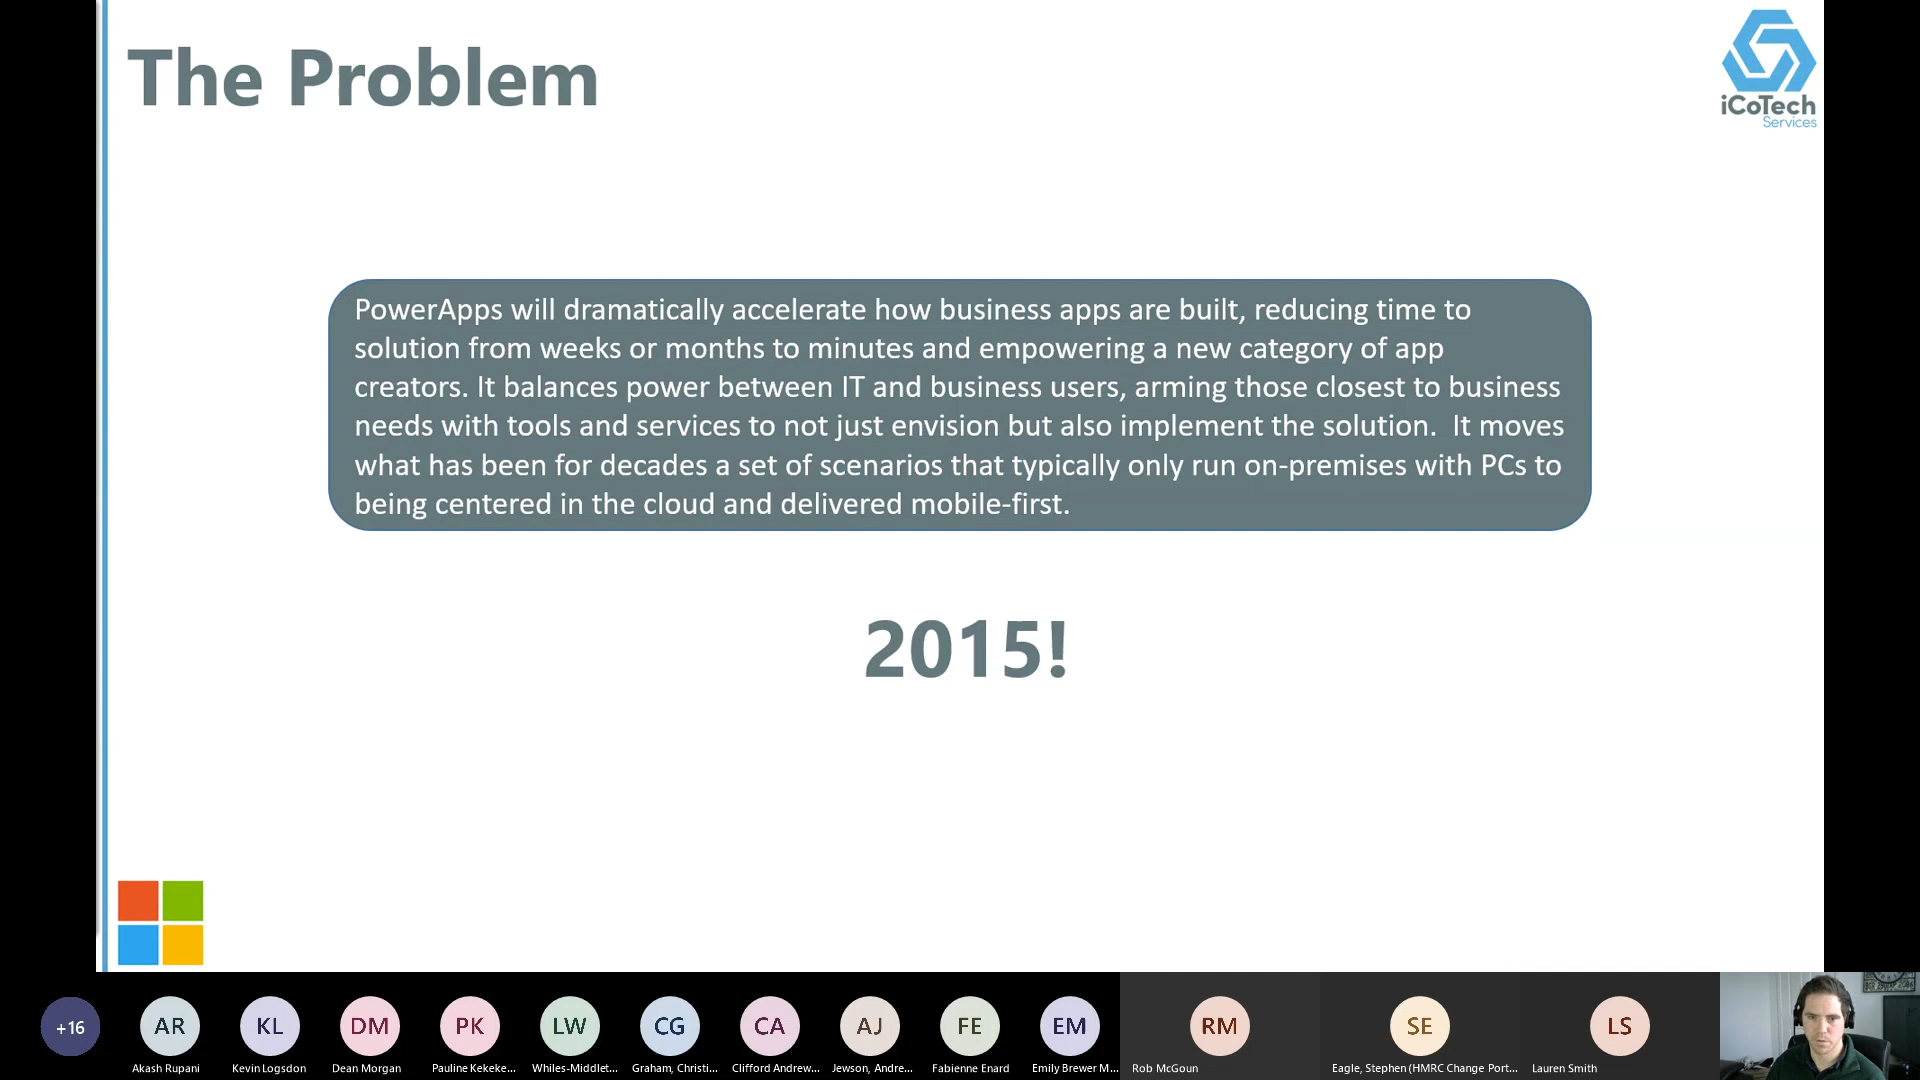 The Problem
iCoTech
Services
PowerApps will dramatically accelerate how business apps are built, reducing time to
solution from weeks or months to minutes and empowering a new category of app
creators. It balances power between IT and business users, arming those closest to business
needs with tools and services to not just envision but also implement the solution.  It moves
what has been for decades a set of scenarios that typically only run on-premises with PCs to
being centered in the cloud and delivered mobile-first.
2015!
+16
AR
KL
DM
PK
LW
CG
CA
AJ
FE
EM
RM
SE
LS
Akash Rupani
Kevin Logsdon
Dean Morgan
Pauline Kekeke...
Whiles-Middlet...
Graham, Christi...
Clifford Andrew...
Jewson, Andre...
Fabienne Enard
Emily Brewer M...
Rob McGoun
Eagle, Stephen (HMRC Change Port...
Lauren Smith